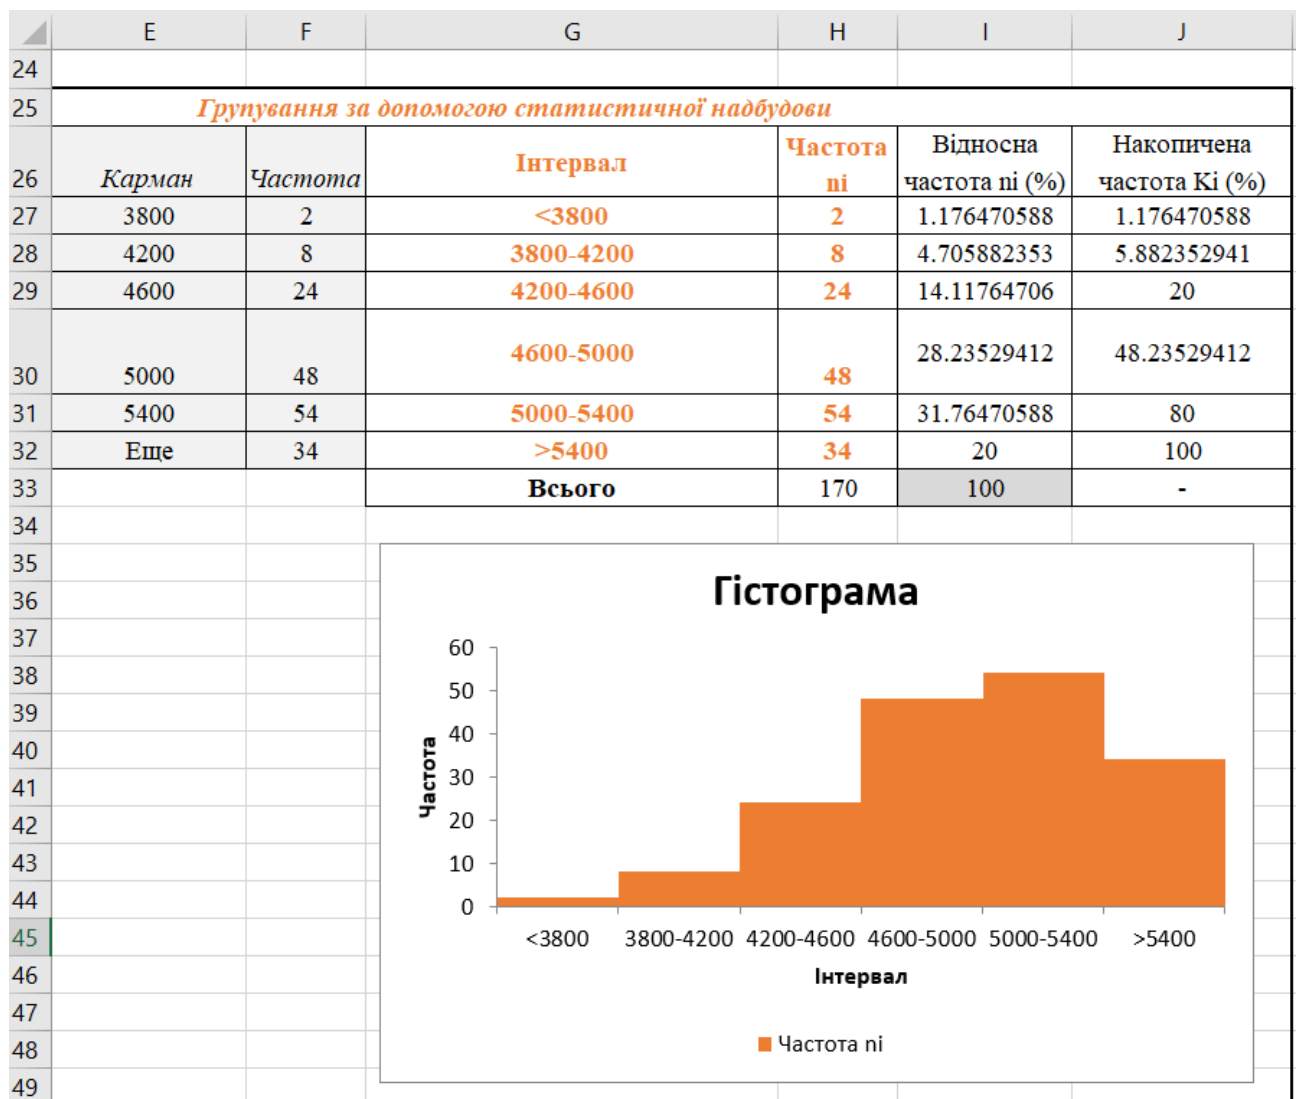 E F G H I J
24
25 Групування за допомогою статистичної надбудови
26 Карман Частота Інтервал Частота ni Відносна частота ni (%) Накопичена частота Ki (%)
27 3800 2 <3800 2 1.176470588 1.176470588
28 4200 8 3800-4200 8 4.705882353 5.882352941
29 4600 24 4200-4600 24 14.11764706 20
30 5000 48 4600-5000 48 28.23529412 48.23529412
31 5400 54 5000-5400 54 31.76470588 80
32 Еще 34 >5400 34 20 100
33 Всього 170 100 -
34
35
36
37
38
39
40
41
42
43
44
45
46
47
48
49
Гістограма
Частота
60
50
40
30
20
10
0
<3800 3800-4200 4200-4600 4600-5000 5000-5400 >5400
Інтервал
Частота ni